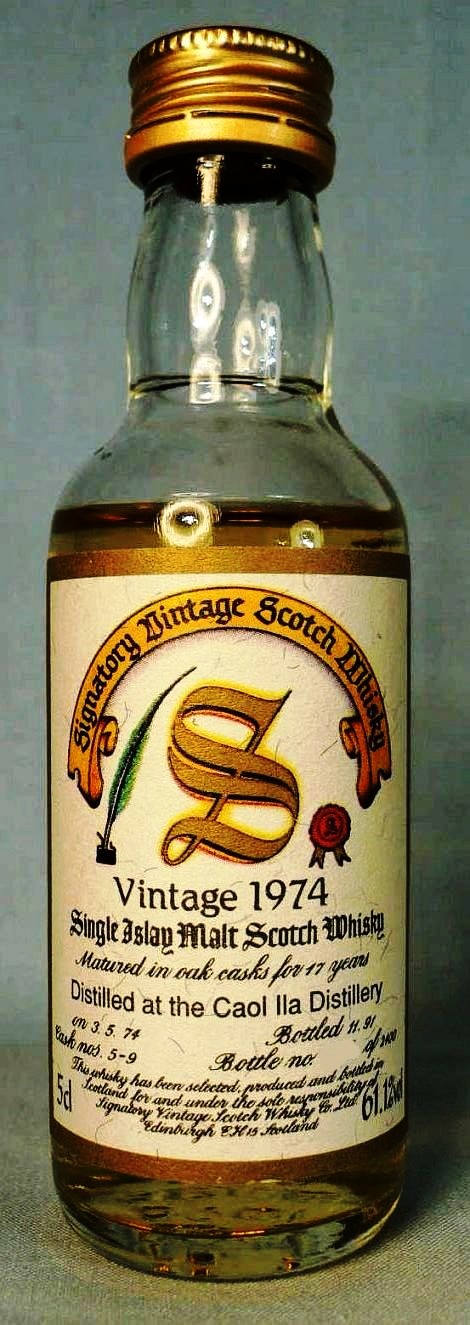 Signatory Vintage Scotch Whisky
S
Vintage 1974
Single Islay Malt Scotch Whisky
Matured in oak casks for 17 years
Distilled at the Caol Ila Distillery
on 3.5.74 Bottled 11.91
Cask nos. 5-9 Bottle no. of
This whisky has been selected, produced and bottled in
Scotland for and under the sole responsibility of
Signatory Vintage Scotch Whisky Co. Ltd.
Edinburgh EH15 Scotland
5cl 61.1%vol